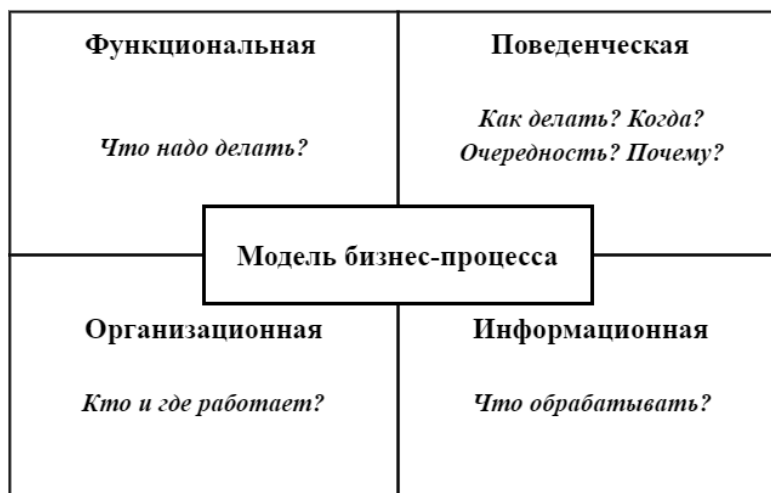 Функциональная
Что надо делать?
Поведенческая
Как делать? Когда?
Очередность? Почему?
Модель бизнес-процесса
Организационная
Кто и где работает?
Информационная
Что обрабатывать?